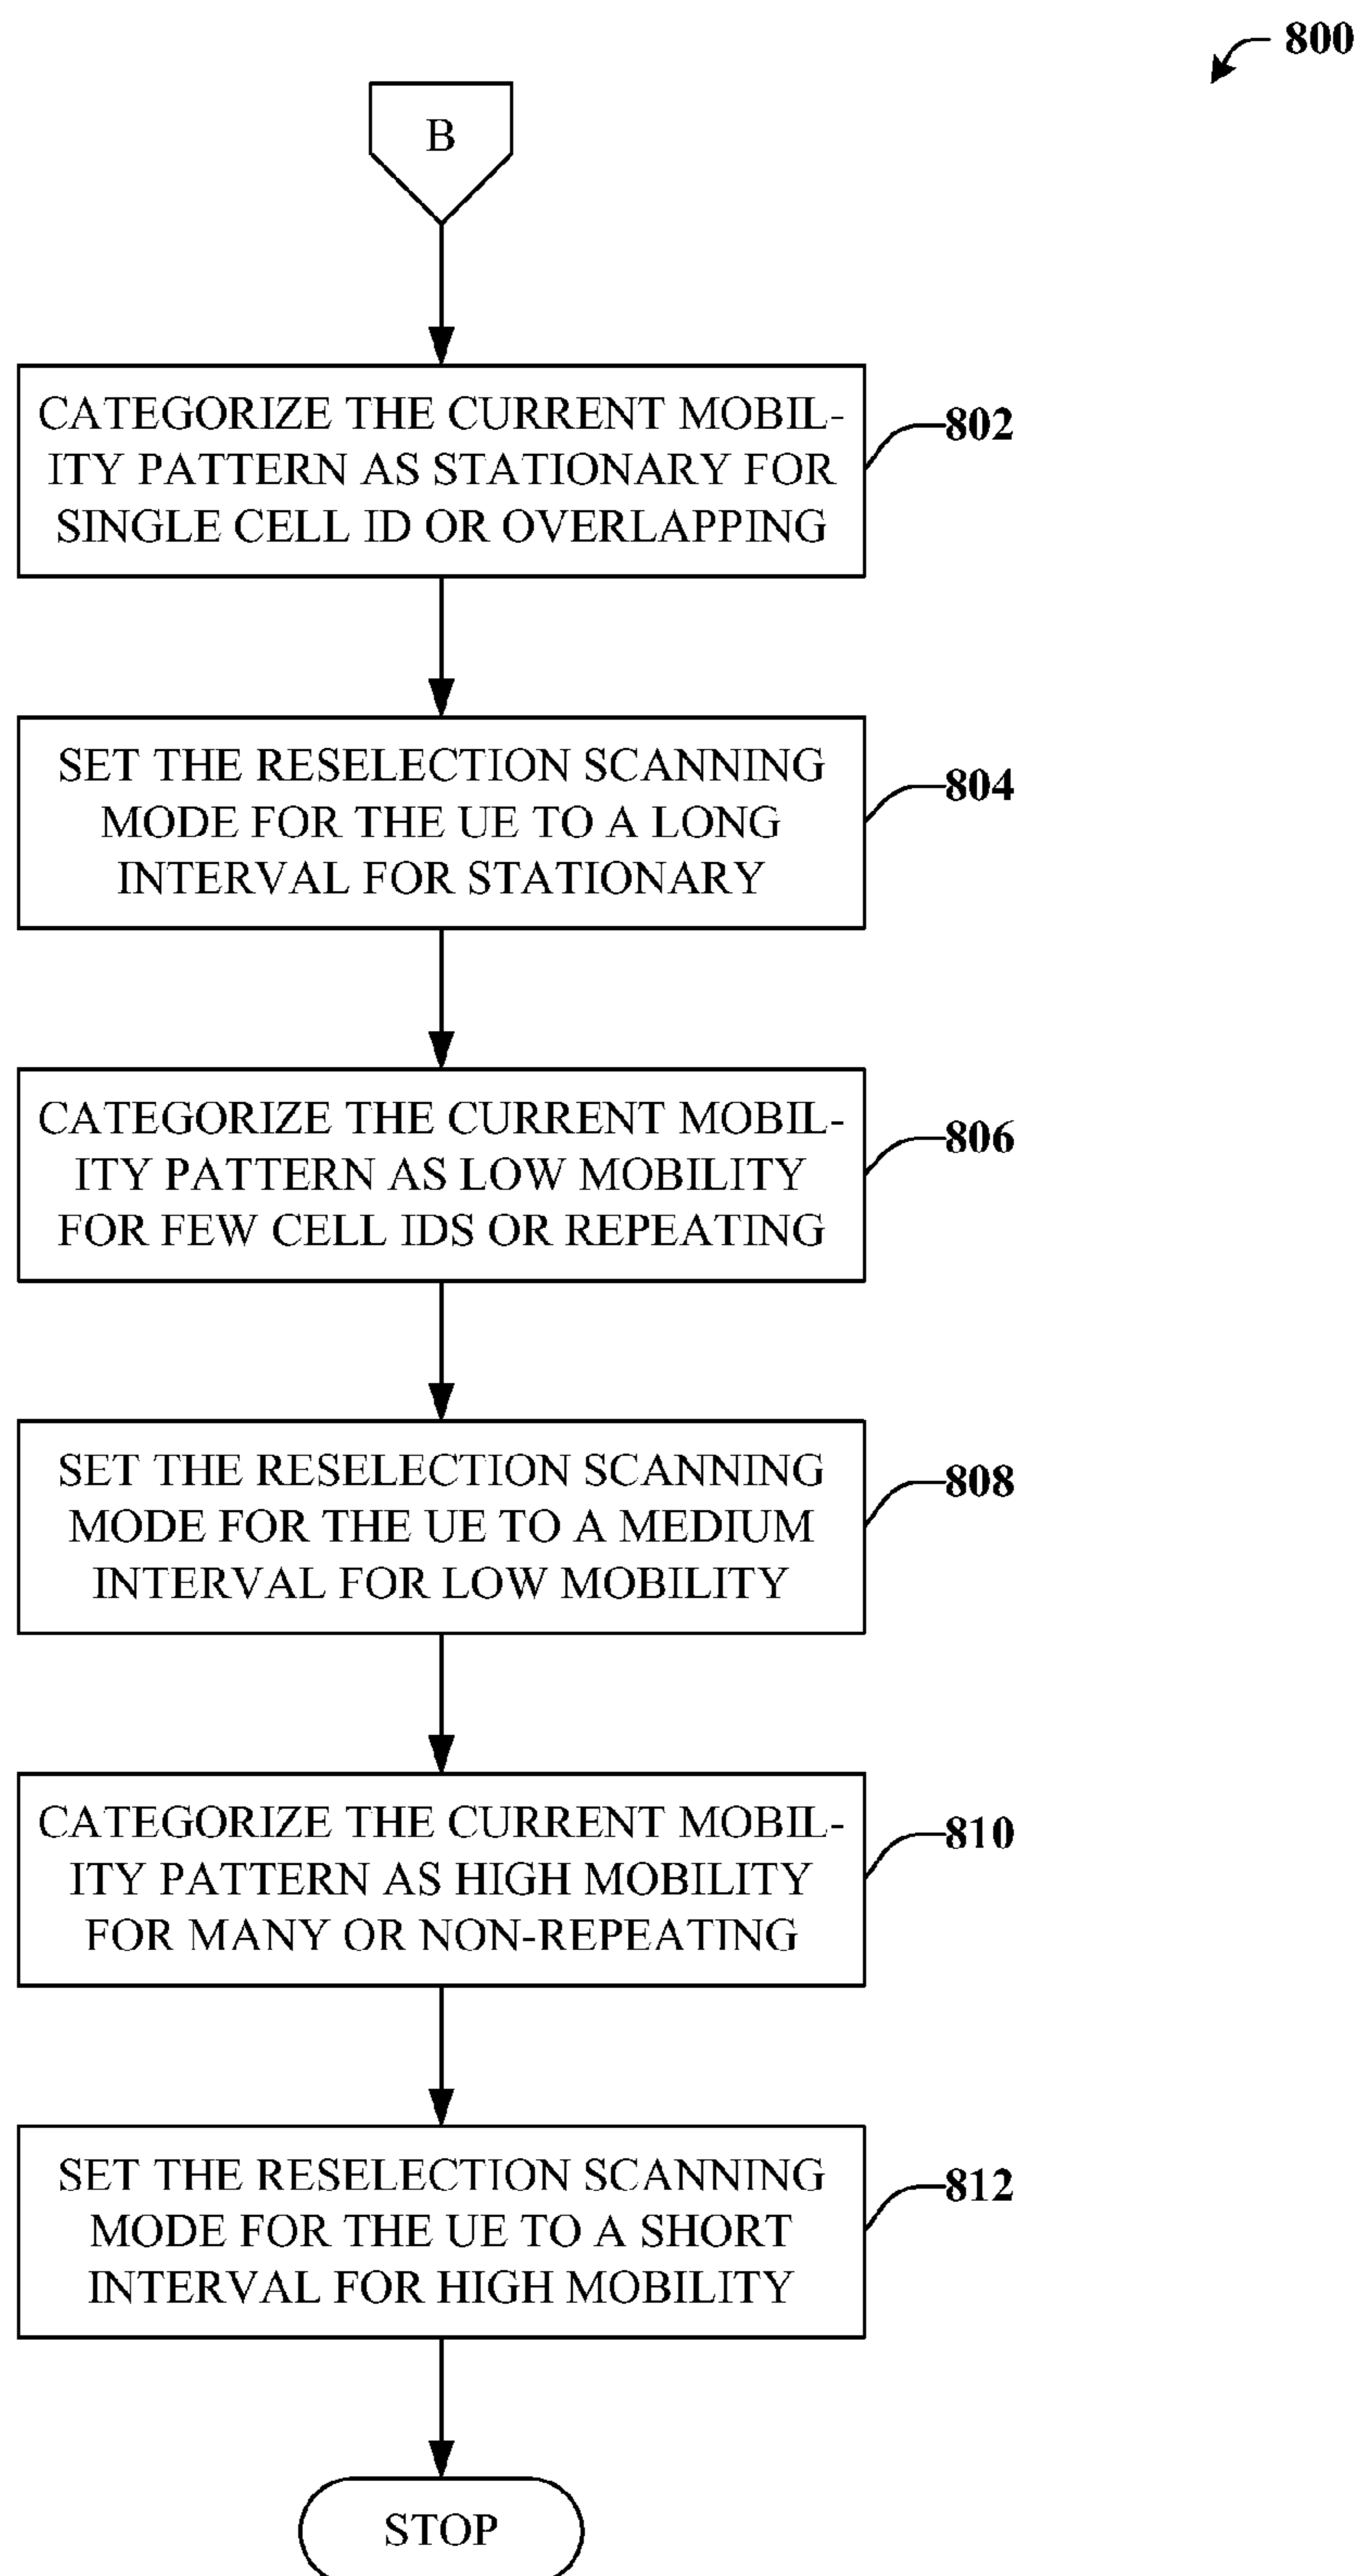 800
B
CATEGORIZE THE CURRENT MOBIL-
ITY PATTERN AS STATIONARY FOR
SINGLE CELL ID OR OVERLAPPING
802
SET THE RESELECTION SCANNING
MODE FOR THE UE TO A LONG
INTERVAL FOR STATIONARY
804
CATEGORIZE THE CURRENT MOBIL-
ITY PATTERN AS LOW MOBILITY
FOR FEW CELL IDS OR REPEATING
806
SET THE RESELECTION SCANNING
MODE FOR THE UE TO A MEDIUM
INTERVAL FOR LOW MOBILITY
808
CATEGORIZE THE CURRENT MOBIL-
ITY PATTERN AS HIGH MOBILITY
FOR MANY OR NON-REPEATING
810
SET THE RESELECTION SCANNING
MODE FOR THE UE TO A SHORT
INTERVAL FOR HIGH MOBILITY
812
STOP